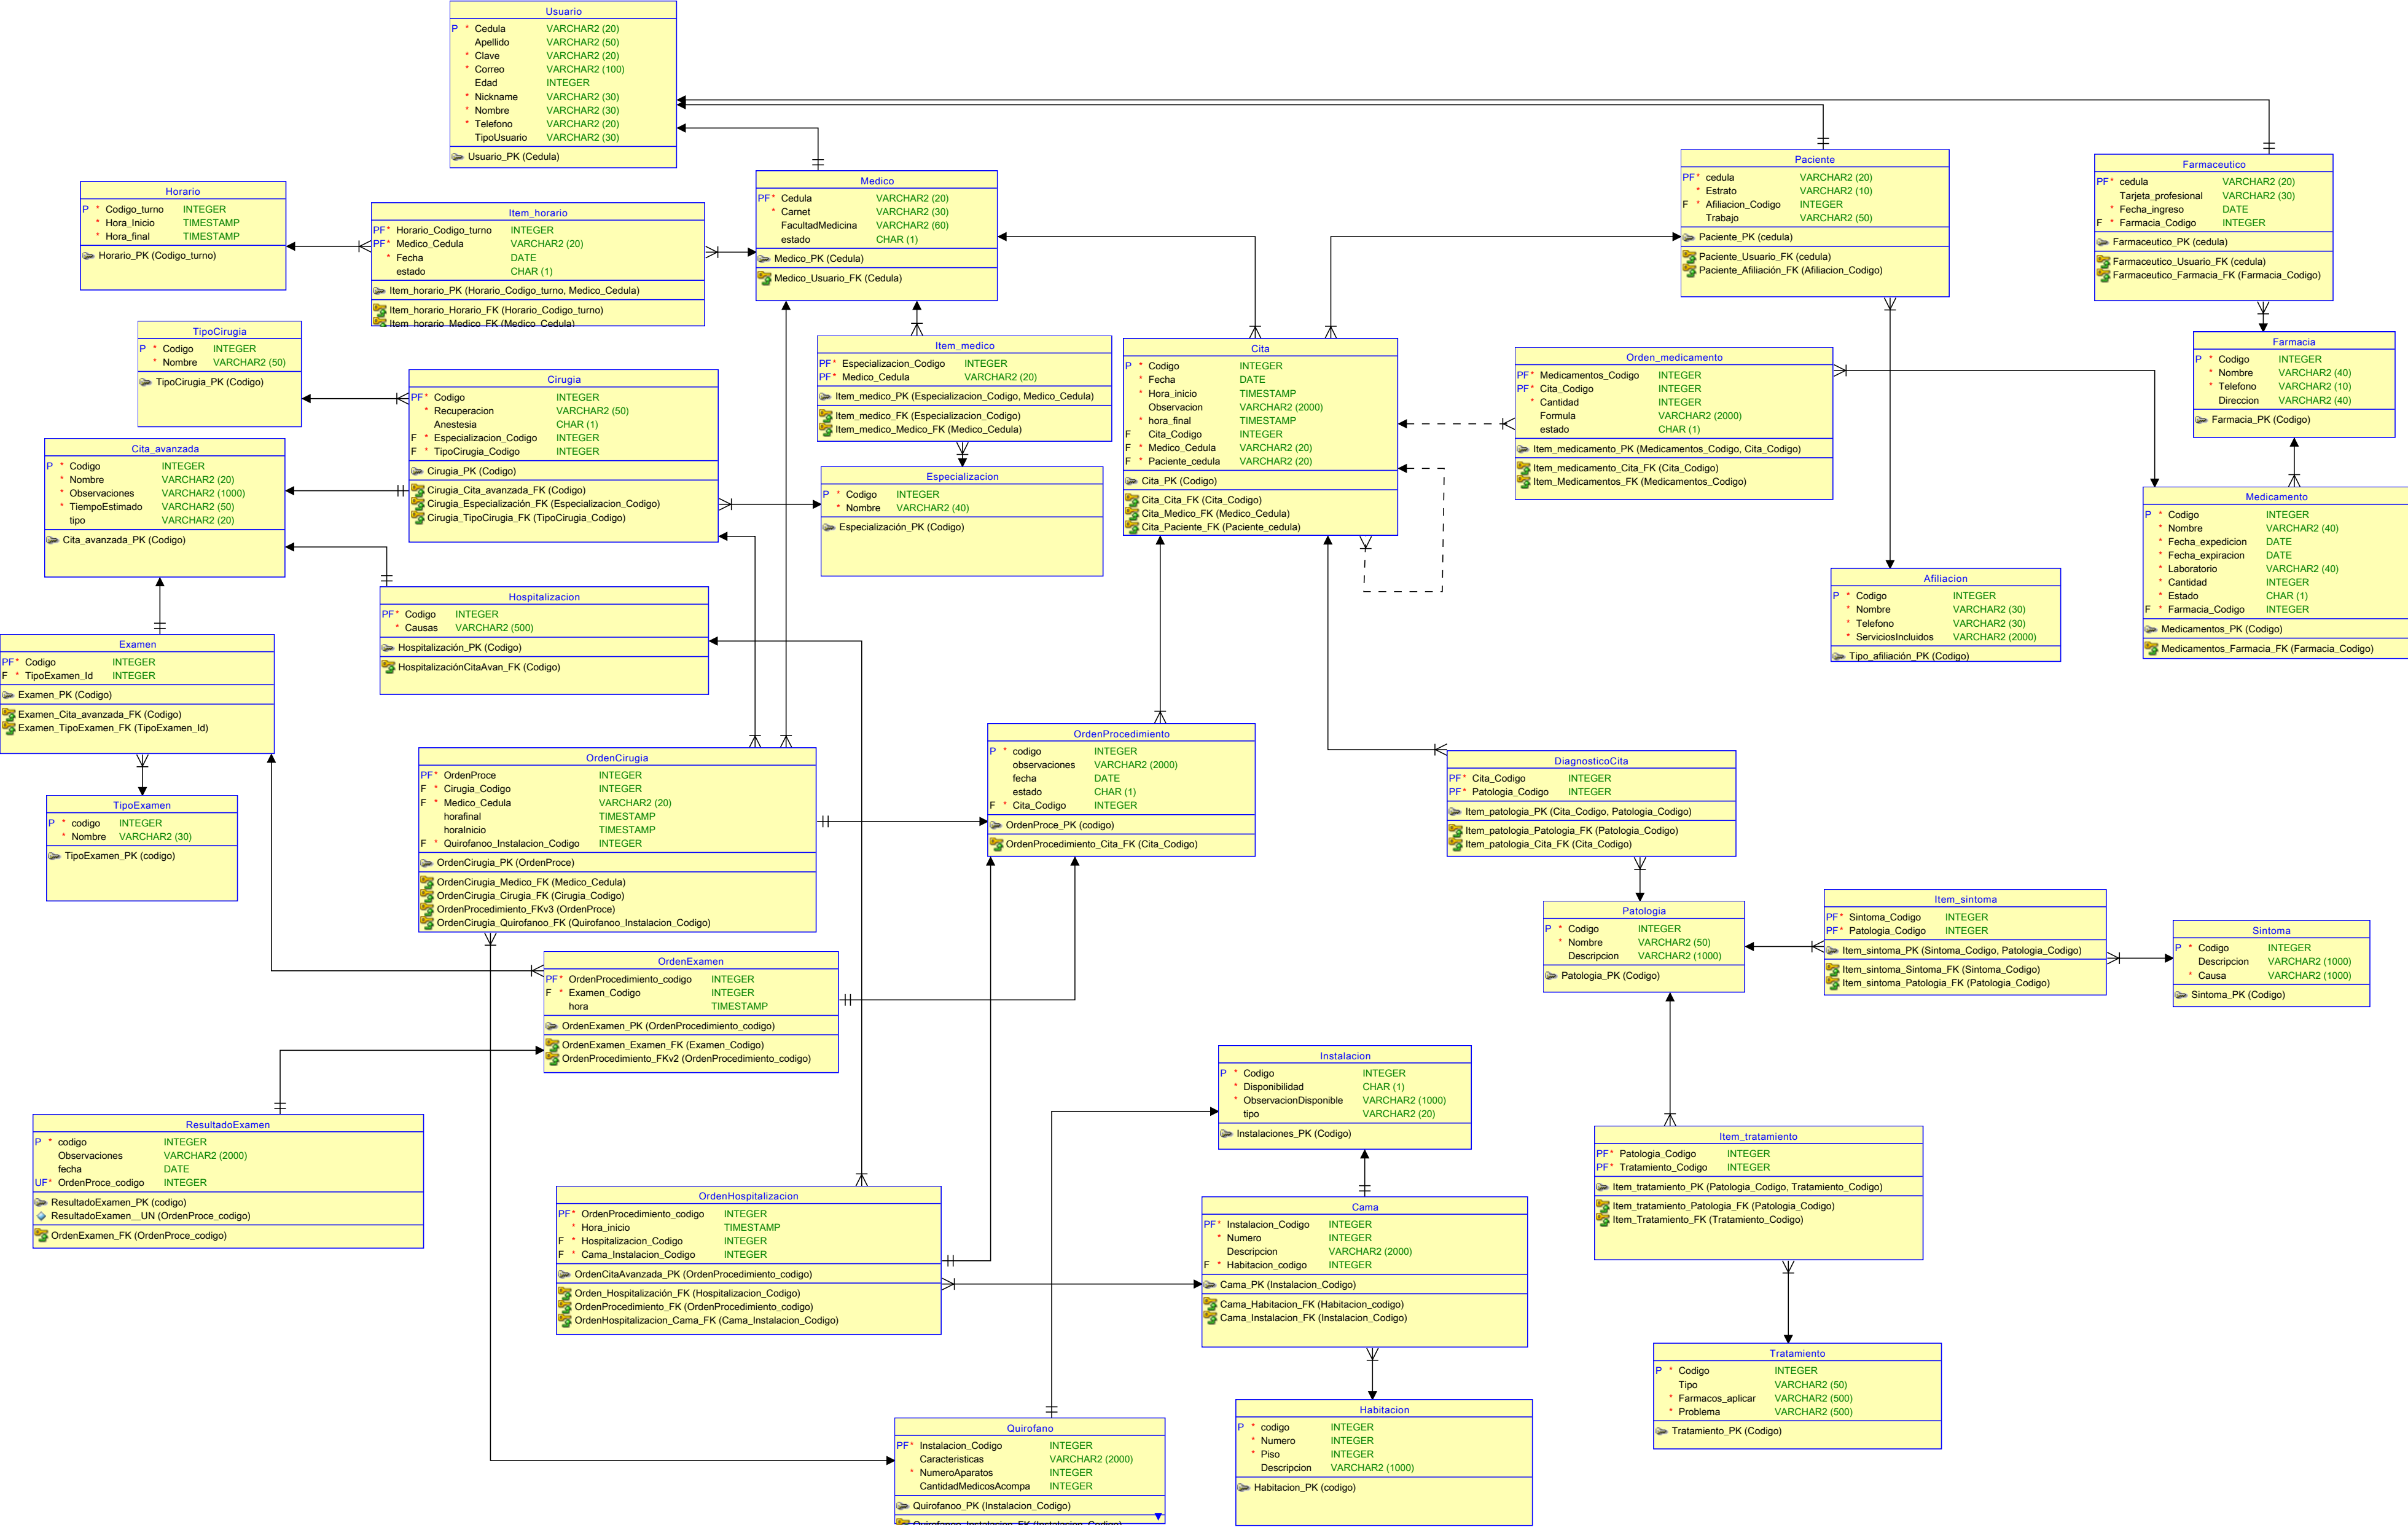 Usuario
P * Cedula VARCHAR2 (20)
Apellido VARCHAR2 (50)
* Clave VARCHAR2 (20)
* Correo VARCHAR2 (100)
Edad INTEGER
* Nickname VARCHAR2 (30)
* Nombre VARCHAR2 (30)
* Telefono VARCHAR2 (20)
TipoUsuario VARCHAR2 (30)
Usuario_PK (Cedula)
Horario
P * Codigo_turno INTEGER
* Hora_Inicio TIMESTAMP
* Hora_final TIMESTAMP
Horario_PK (Codigo_turno)
Item_horario
PF* Horario_Codigo_turno INTEGER
PF* Medico_Cedula VARCHAR2 (20)
* Fecha DATE
estado CHAR (1)
Item_horario_PK (Horario_Codigo_turno, Medico_Cedula)
Item_horario_Horario_FK (Horario_Codigo_turno)
Item_horario_Medico_FK (Medico_Cedula)
Medico
PF* Cedula VARCHAR2 (20)
* Carnet VARCHAR2 (30)
FacultadMedicina VARCHAR2 (60)
estado CHAR (1)
Medico_PK (Cedula)
Medico_Usuario_FK (Cedula)
Paciente
PF* cedula VARCHAR2 (20)
* Estrato VARCHAR2 (10)
F * Afiliacion_Codigo INTEGER
Trabajo VARCHAR2 (50)
Paciente_PK (cedula)
Paciente_Usuario_FK (cedula)
Paciente_Afiliación_FK (Afiliacion_Codigo)
Farmaceutico
PF* cedula VARCHAR2 (20)
Tarjeta_profesional VARCHAR2 (30)
* Fecha_ingreso DATE
F * Farmacia_Codigo INTEGER
Farmaceutico_PK (cedula)
Farmaceutico_Usuario_FK (cedula)
Farmaceutico_Farmacia_FK (Farmacia_Codigo)
TipoCirugia
P * Codigo INTEGER
* Nombre VARCHAR2 (50)
TipoCirugia_PK (Codigo)
Cirugia
PF* Codigo INTEGER
* Recuperacion VARCHAR2 (50)
Anestesia CHAR (1)
F * Especializacion_Codigo INTEGER
F * TipoCirugia_Codigo INTEGER
Cirugia_PK (Codigo)
Cirugia_Cita_avanzada_FK (Codigo)
Cirugia_Especialización_FK (Especializacion_Codigo)
Cirugia_TipoCirugia_FK (TipoCirugia_Codigo)
Item_medico
PF* Especializacion_Codigo INTEGER
PF* Medico_Cedula VARCHAR2 (20)
Item_medico_PK (Especializacion_Codigo, Medico_Cedula)
Item_medico_FK (Especializacion_Codigo)
Item_medico_Medico_FK (Medico_Cedula)
Cita
P * Codigo INTEGER
* Fecha DATE
* Hora_inicio TIMESTAMP
Observacion VARCHAR2 (2000)
* hora_final TIMESTAMP
F Cita_Codigo INTEGER
F * Medico_Cedula VARCHAR2 (20)
F * Paciente_cedula VARCHAR2 (20)
Cita_PK (Codigo)
Cita_Cita_FK (Cita_Codigo)
Cita_Medico_FK (Medico_Cedula)
Cita_Paciente_FK (Paciente_cedula)
Orden_medicamento
PF* Medicamentos_Codigo INTEGER
PF* Cita_Codigo INTEGER
* Cantidad INTEGER
Formula VARCHAR2 (2000)
estado CHAR (1)
Item_medicamento_PK (Medicamentos_Codigo, Cita_Codigo)
Item_medicamento_Cita_FK (Cita_Codigo)
Item_Medicamentos_FK (Medicamentos_Codigo)
Farmacia
P * Codigo INTEGER
* Nombre VARCHAR2 (40)
* Telefono VARCHAR2 (10)
Direccion VARCHAR2 (40)
Farmacia_PK (Codigo)
Cita_avanzada
P * Codigo INTEGER
* Nombre VARCHAR2 (20)
* Observaciones VARCHAR2 (1000)
* TiempoEstimado VARCHAR2 (50)
tipo VARCHAR2 (20)
Cita_avanzada_PK (Codigo)
Especializacion
P * Codigo INTEGER
* Nombre VARCHAR2 (40)
Especialización_PK (Codigo)
Medicamento
P * Codigo INTEGER
* Nombre VARCHAR2 (40)
* Fecha_expedicion DATE
* Fecha_expiracion DATE
* Laboratorio VARCHAR2 (40)
* Cantidad INTEGER
* Estado CHAR (1)
F * Farmacia_Codigo INTEGER
Medicamentos_PK (Codigo)
Medicamentos_Farmacia_FK (Farmacia_Codigo)
Afiliacion
P * Codigo INTEGER
* Nombre VARCHAR2 (30)
* Telefono VARCHAR2 (30)
* ServiciosIncluidos VARCHAR2 (2000)
Tipo_afiliación_PK (Codigo)
Hospitalizacion
PF* Codigo INTEGER
* Causas VARCHAR2 (500)
Hospitalización_PK (Codigo)
HospitalizaciónCitaAvan_FK (Codigo)
Examen
PF* Codigo INTEGER
F * TipoExamen_Id INTEGER
Examen_PK (Codigo)
Examen_Cita_avanzada_FK (Codigo)
Examen_TipoExamen_FK (TipoExamen_Id)
OrdenCirugia
PF* OrdenProce INTEGER
F * Cirugia_Codigo INTEGER
F * Medico_Cedula VARCHAR2 (20)
horafinal TIMESTAMP
horaInicio TIMESTAMP
F * Quirofanoo_Instalacion_Codigo INTEGER
OrdenCirugia_PK (OrdenProce)
OrdenCirugia_Medico_FK (Medico_Cedula)
OrdenCirugia_Cirugia_FK (Cirugia_Codigo)
OrdenProcedimiento_FKv3 (OrdenProce)
OrdenCirugia_Quirofanoo_FK (Quirofanoo_Instalacion_Codigo)
OrdenProcedimiento
P * codigo INTEGER
observaciones VARCHAR2 (2000)
fecha DATE
estado CHAR (1)
F * Cita_Codigo INTEGER
OrdenProce_PK (codigo)
OrdenProcedimiento_Cita_FK (Cita_Codigo)
DiagnosticoCita
PF* Cita_Codigo INTEGER
PF* Patologia_Codigo INTEGER
Item_patologia_PK (Cita_Codigo, Patologia_Codigo)
Item_patologia_Patologia_FK (Patologia_Codigo)
Item_patologia_Cita_FK (Cita_Codigo)
TipoExamen
P * codigo INTEGER
* Nombre VARCHAR2 (30)
TipoExamen_PK (codigo)
Patologia
P * Codigo INTEGER
* Nombre VARCHAR2 (50)
Descripcion VARCHAR2 (1000)
Patologia_PK (Codigo)
Item_sintoma
PF* Sintoma_Codigo INTEGER
PF* Patologia_Codigo INTEGER
Item_sintoma_PK (Sintoma_Codigo, Patologia_Codigo)
Item_sintoma_Sintoma_FK (Sintoma_Codigo)
Item_sintoma_Patologia_FK (Patologia_Codigo)
Sintoma
P * Codigo INTEGER
Descripcion VARCHAR2 (1000)
* Causa VARCHAR2 (1000)
Sintoma_PK (Codigo)
OrdenExamen
PF* OrdenProcedimiento_codigo INTEGER
F * Examen_Codigo INTEGER
hora TIMESTAMP
OrdenExamen_PK (OrdenProcedimiento_codigo)
OrdenExamen_Examen_FK (Examen_Codigo)
OrdenProcedimiento_FKv2 (OrdenProcedimiento_codigo)
Instalacion
P * Codigo INTEGER
* Disponibilidad CHAR (1)
* ObservacionDisponible VARCHAR2 (1000)
tipo VARCHAR2 (20)
Instalaciones_PK (Codigo)
ResultadoExamen
P * codigo INTEGER
Observaciones VARCHAR2 (2000)
fecha DATE
UF* OrdenProce_codigo INTEGER
ResultadoExamen_PK (codigo)
ResultadoExamen__UN (OrdenProce_codigo)
OrdenExamen_FK (OrdenProce_codigo)
Item_tratamiento
PF* Patologia_Codigo INTEGER
PF* Tratamiento_Codigo INTEGER
Item_tratamiento_PK (Patologia_Codigo, Tratamiento_Codigo)
Item_tratamiento_Patologia_FK (Patologia_Codigo)
Item_Tratamiento_FK (Tratamiento_Codigo)
OrdenHospitalizacion
PF* OrdenProcedimiento_codigo INTEGER
* Hora_inicio TIMESTAMP
F * Hospitalizacion_Codigo INTEGER
F * Cama_Instalacion_Codigo INTEGER
OrdenCitaAvanzada_PK (OrdenProcedimiento_codigo)
Orden_Hospitalización_FK (Hospitalizacion_Codigo)
OrdenProcedimiento_FK (OrdenProcedimiento_codigo)
OrdenHospitalizacion_Cama_FK (Cama_Instalacion_Codigo)
Cama
PF* Instalacion_Codigo INTEGER
* Numero INTEGER
Descripcion VARCHAR2 (2000)
F * Habitacion_codigo INTEGER
Cama_PK (Instalacion_Codigo)
Cama_Habitacion_FK (Habitacion_codigo)
Cama_Instalacion_FK (Instalacion_Codigo)
Tratamiento
P * Codigo INTEGER
Tipo VARCHAR2 (50)
* Farmacos_aplicar VARCHAR2 (500)
* Problema VARCHAR2 (500)
Tratamiento_PK (Codigo)
Habitacion
P * codigo INTEGER
* Numero INTEGER
* Piso INTEGER
Descripcion VARCHAR2 (1000)
Habitacion_PK (codigo)
Quirofano
PF* Instalacion_Codigo INTEGER
Caracteristicas VARCHAR2 (2000)
* NumeroAparatos INTEGER
CantidadMedicosAcompa INTEGER
Quirofanoo_PK (Instalacion_Codigo)
Quirofanoo_Instalacion_FK (Instalacion_Codigo)